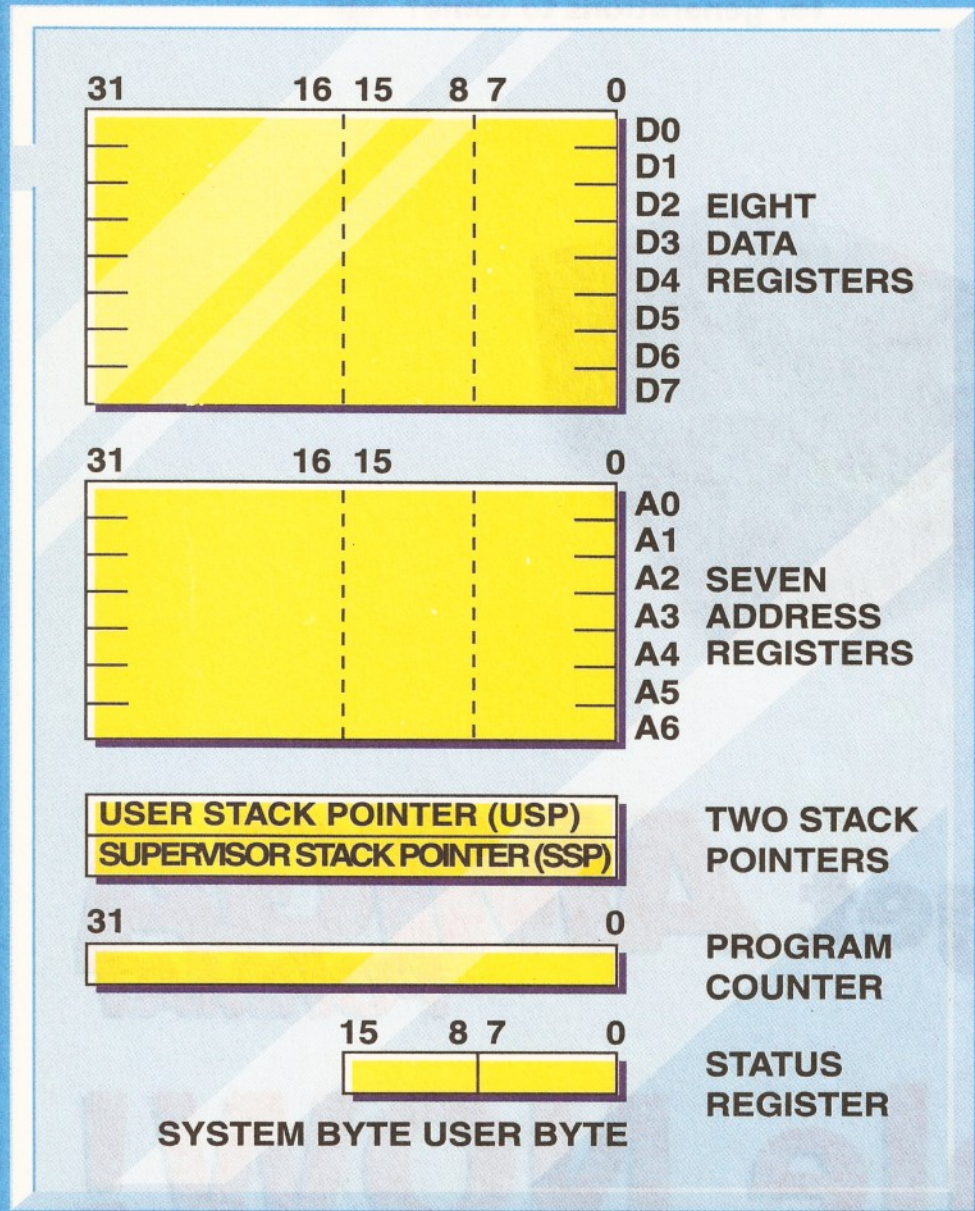 31 16 15 8 7 0
D0
D1
D2
D3
D4
D5
D6
D7
EIGHT
DATA
REGISTERS
31 16 15 0
A0
A1
A2
A3
A4
A5
A6
SEVEN
ADDRESS
REGISTERS
USER STACK POINTER (USP)
SUPERVISOR STACK POINTER (SSP)
TWO STACK
POINTERS
31 0
PROGRAM
COUNTER
15 8 7 0
STATUS
REGISTER
SYSTEM BYTE USER BYTE